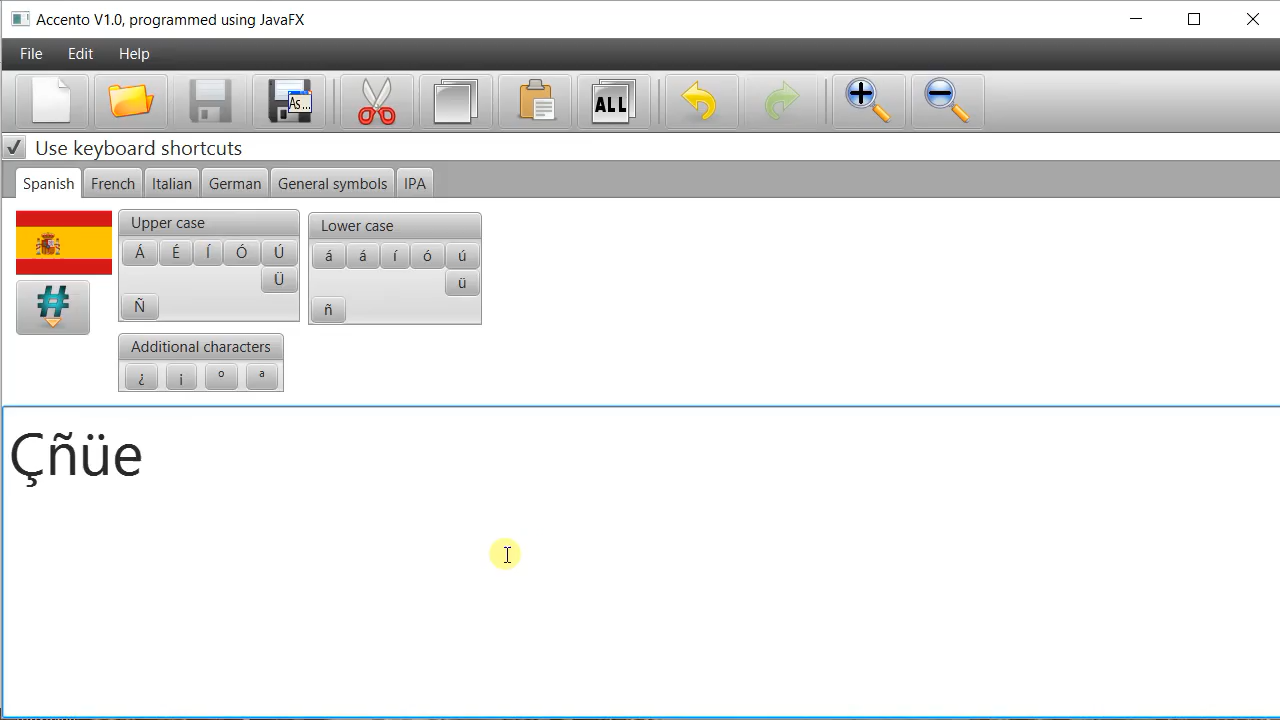 Accento V1.0, programmed using JavaFX
File Edit Help
As... ALL
Use keyboard shortcuts
Spanish French Italian German General symbols IPA
Upper case
Á É Í Ó Ú
Ü
Ñ
Lower case
á á í ó ú
ü
ñ
#
Additional characters
¿ ¡ º ª
Çñüe